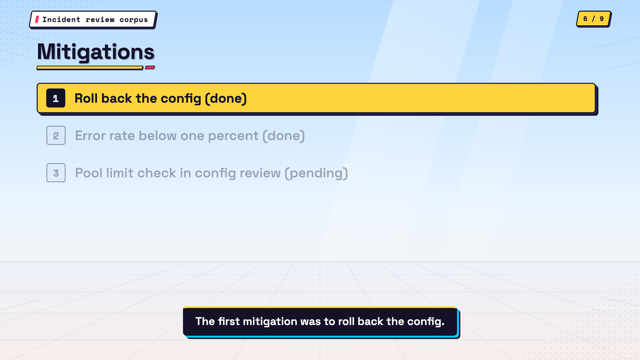 Incident review corpus
6 / 9
Mitigations
1 Roll back the config (done)
2 Error rate below one percent (done)
3 Pool limit check in config review (pending)
The first mitigation was to roll back the config.